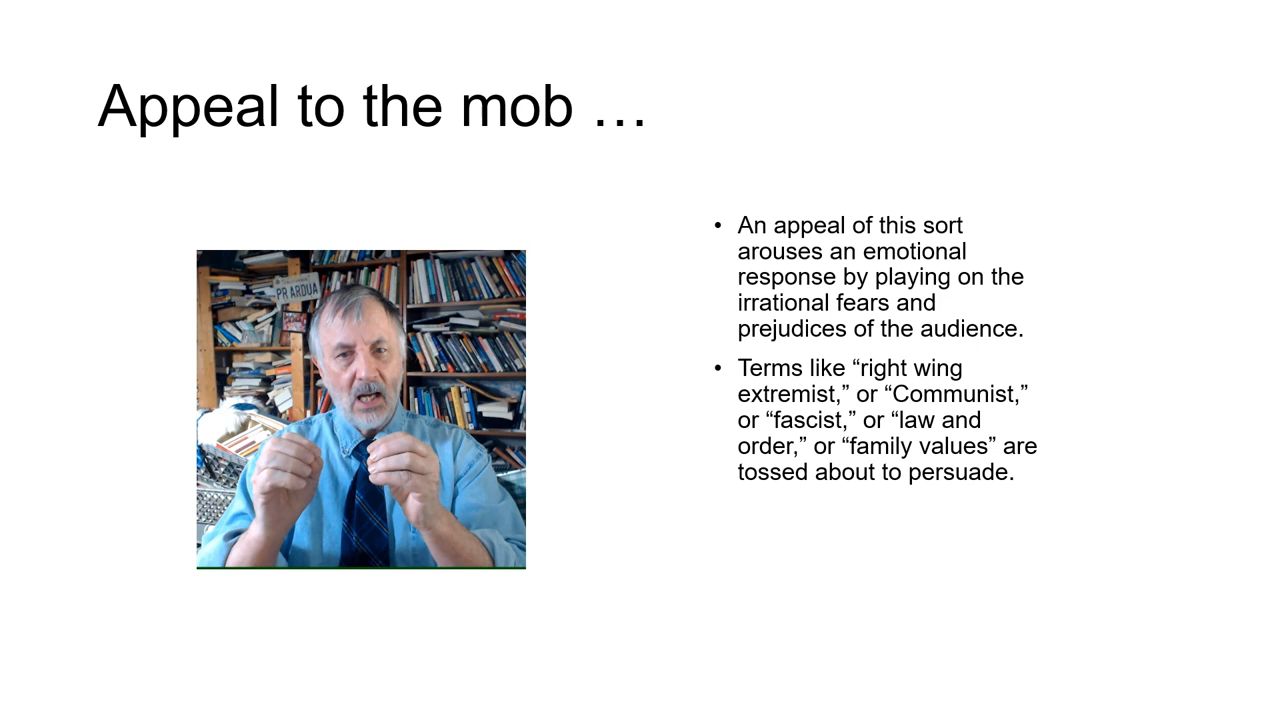 Appeal to the mob …
PR ARDUA
• An appeal of this sort
arouses an emotional
response by playing on the
irrational fears and
prejudices of the audience.
• Terms like “right wing
extremist,” or “Communist,”
or “fascist,” or “law and
order,” or “family values” are
tossed about to persuade.